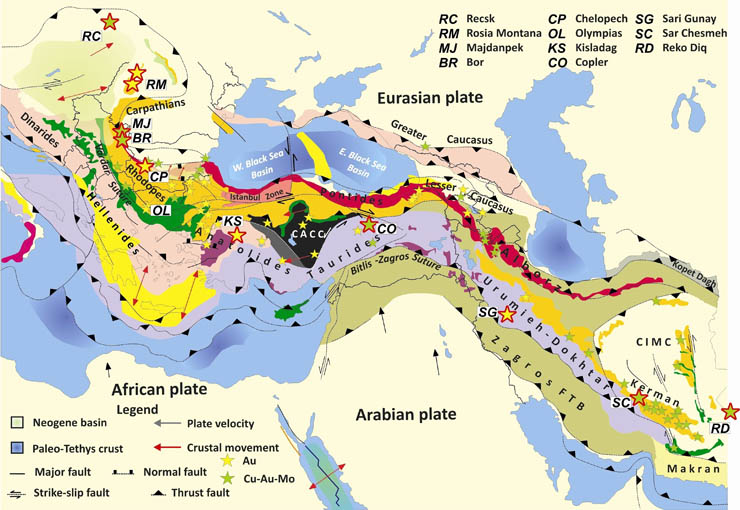 RC Recsk CP Chelopech SG Sari Gunay
RM Rosia Montana OL Olympias SC Sar Chesmeh
MJ Majdanpek KS Kisladag RD Reko Diq
BR Bor CO Copler
RC
RM
Carpathians
MJ
BR
Eurasian plate
Dinarides
Greater Caucasus
Vardar Suture
CP
Rhodopes
W. Black Sea
Basin
E. Black Sea
Basin
Lesser
Caucasus
Istanbul Zone
Pontides
Hellenides
OL
KS
CACC
CO
Anatolides
Taurides
Alborz
Bitlis -Zagros Suture
Kopet Dagh
SG
Urumieh-Dokhtar
CIMC
Zagros FTB
Kerman
SC
RD
Makran
African plate
Arabian plate
Legend
Neogene basin
Plate velocity
Paleo-Tethys crust
Crustal movement
Au
Major fault
Normal fault
Cu-Au-Mo
Strike-slip fault
Thrust fault